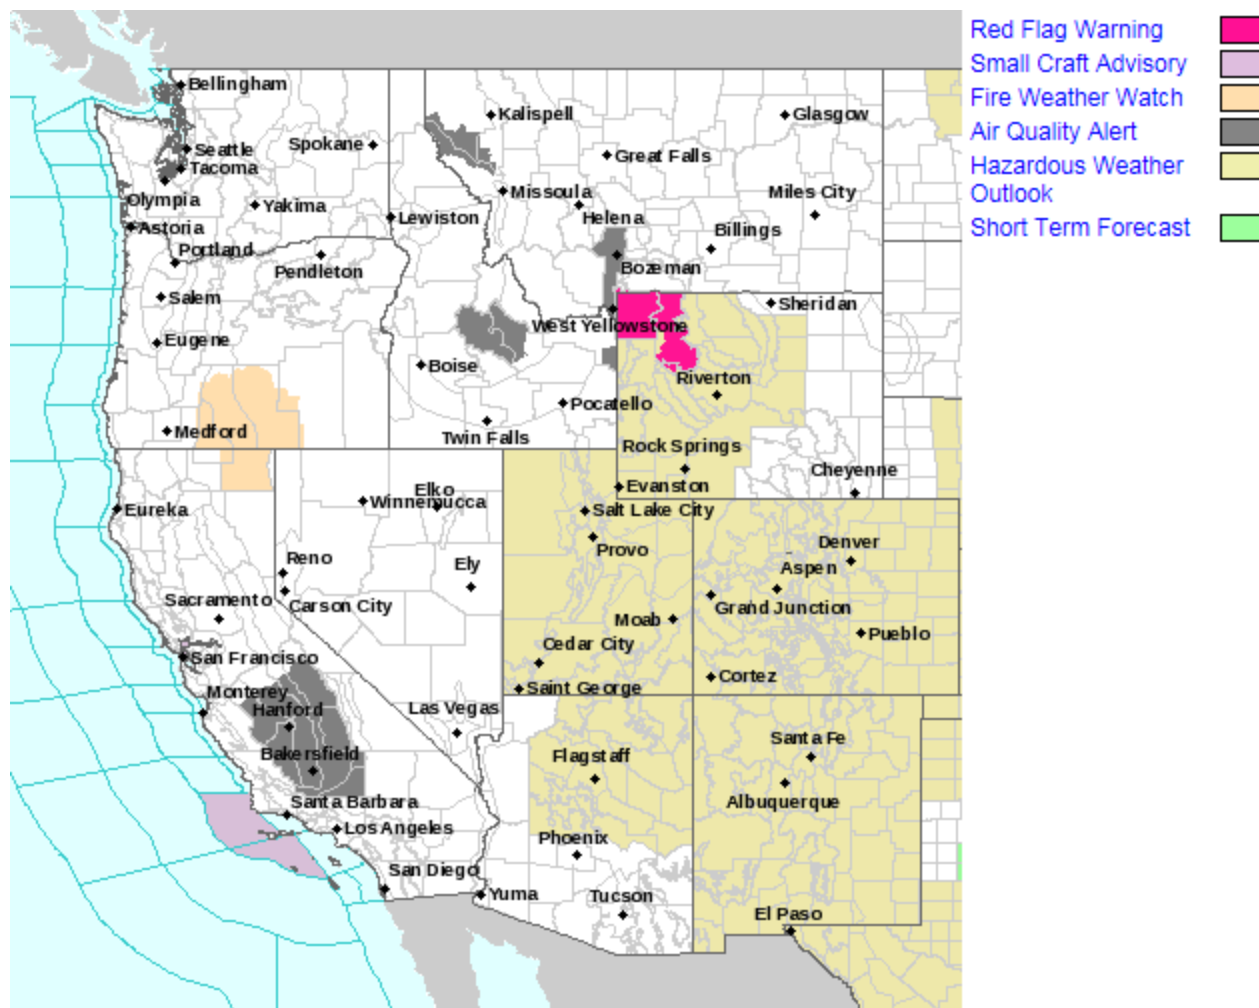 Red Flag Warning
Small Craft Advisory
Fire Weather Watch
Air Quality Alert
Hazardous Weather
Outlook
Short Term Forecast
Bellingham
Kalispell
Glasgow
Seattle
Spokane
Great Falls
Tacoma
Olympia
Yakima
Missoula
Miles City
Lewiston
Helena
Astoria
Billings
Portland
Pendleton
Bozeman
Salem
Sheridan
West Yellowstone
Eugene
Boise
Riverton
Pocatello
Medford
Twin Falls
Rock Springs
Cheyenne
Evanston
Elko
Winnemucca
Eureka
Salt Lake City
Denver
Provo
Reno
Ely
Aspen
Sacramento
Carson City
Grand Junction
Moab
Pueblo
Cedar City
San Francisco
Cortez
Saint George
Monterey
Hanford
Las Vegas
Santa Fe
Bakersfield
Flagstaff
Albuquerque
Santa Barbara
Los Angeles
Phoenix
San Diego
Yuma
Tucson
El Paso